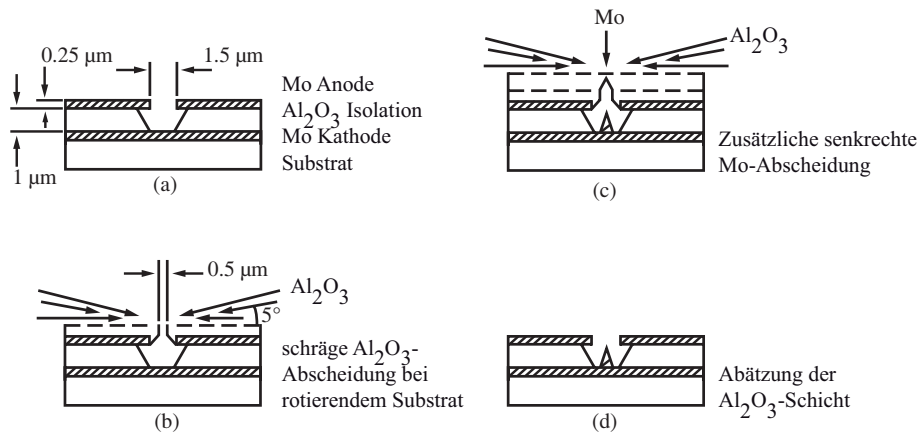 0.25 µm
1.5 µm
Mo Anode
Al2O3 Isolation
Mo Kathode
Substrat
1 µm
(a)
0.5 µm
Al2O3
5°
schräge Al2O3-
Abscheidung bei
rotierendem Substrat
(b)
Mo
Al2O3
Zusätzliche senkrechte
Mo-Abscheidung
(c)
Abätzung der
Al2O3-Schicht
(d)